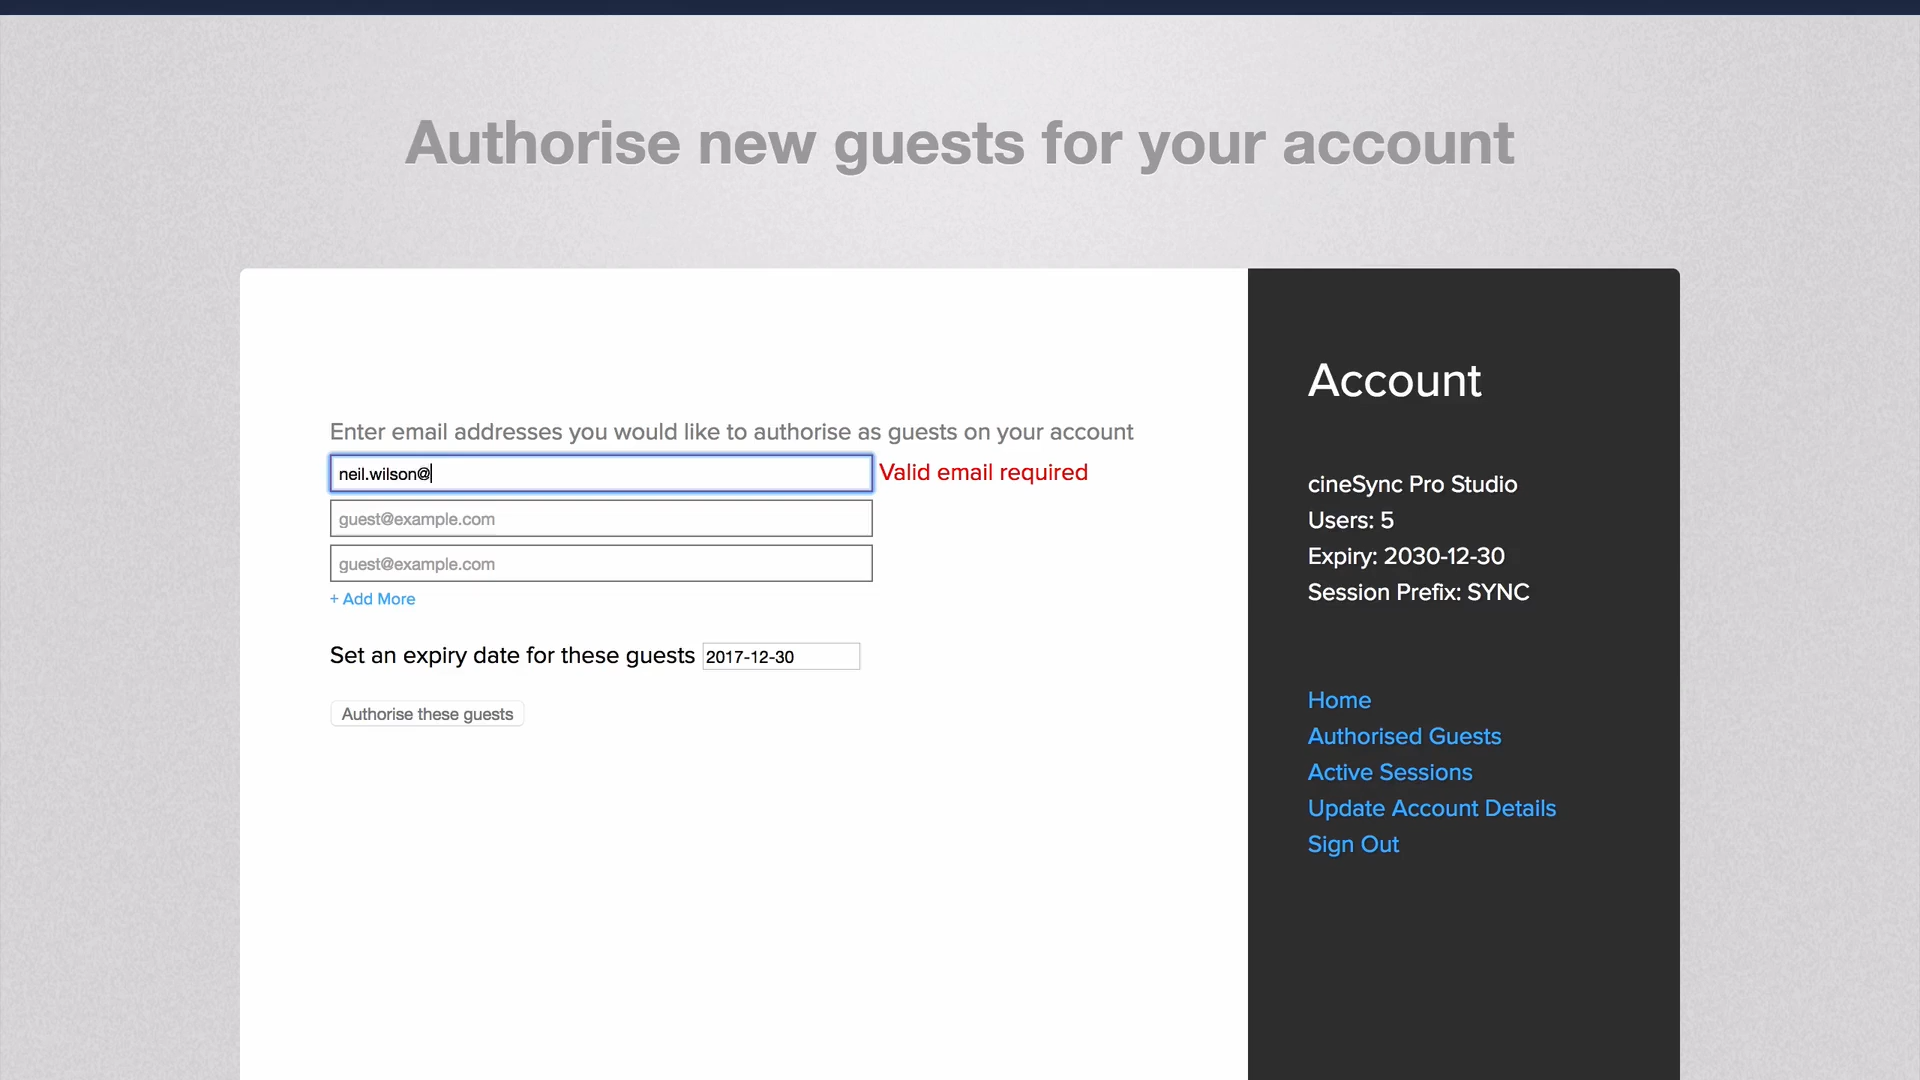 Authorise new guests for your account
Enter email addresses you would like to authorise as guests on your account
neil.wilson@ Valid email required
guest@example.com
guest@example.com
+ Add More
Set an expiry date for these guests 2017-12-30
Authorise these guests
Account
cineSync Pro Studio
Users: 5
Expiry: 2030-12-30
Session Prefix: SYNC
Home
Authorised Guests
Active Sessions
Update Account Details
Sign Out